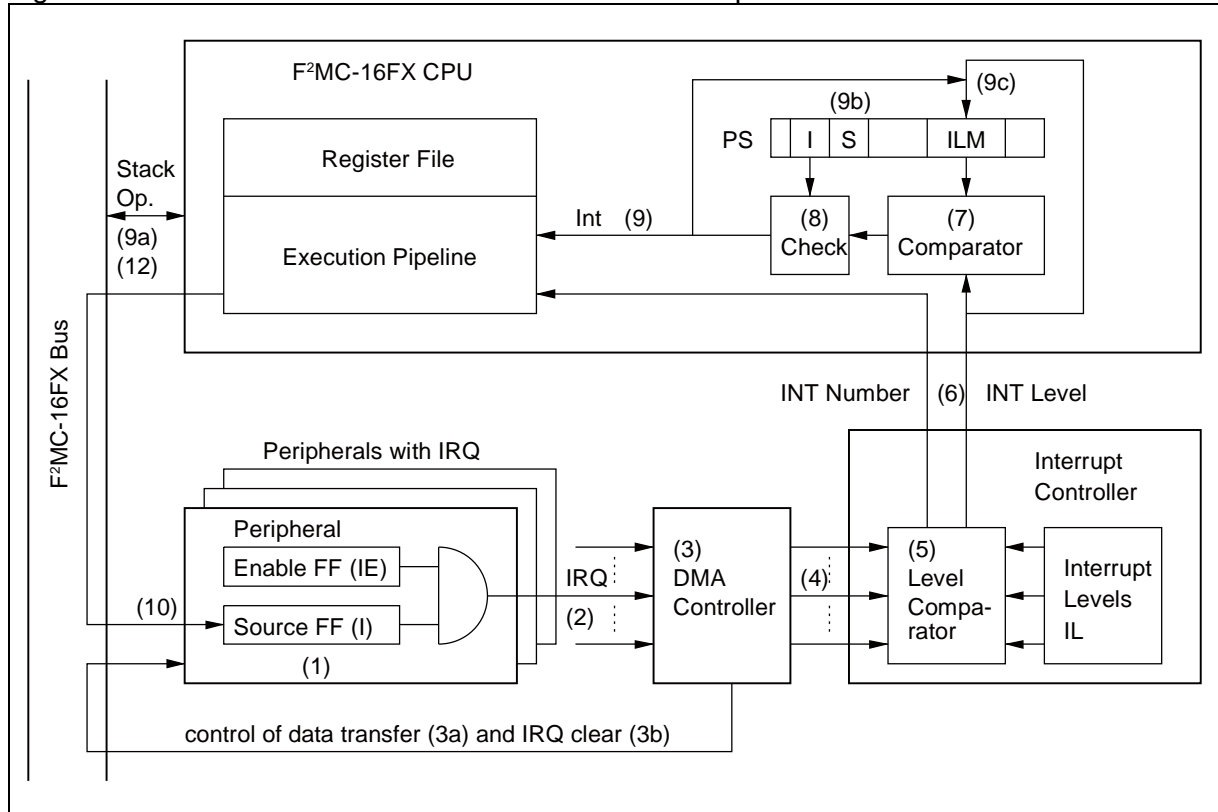 F²MC-16FX CPU
(9c)
(9b)
PS
I
S
ILM
Register File
Stack
Op.
(9a)
(12)
Int (9)
(8)
Check
(7)
Comparator
Execution Pipeline
F²MC-16FX Bus
INT Number
(6)
INT Level
Peripherals with IRQ
Interrupt
Controller
Peripheral
Enable FF (IE)
Source FF (I)
(1)
(10)
IRQ
(2)
(3)
DMA
Controller
(4)
(5)
Level
Compa-
rator
Interrupt
Levels
IL
control of data transfer (3a) and IRQ clear (3b)